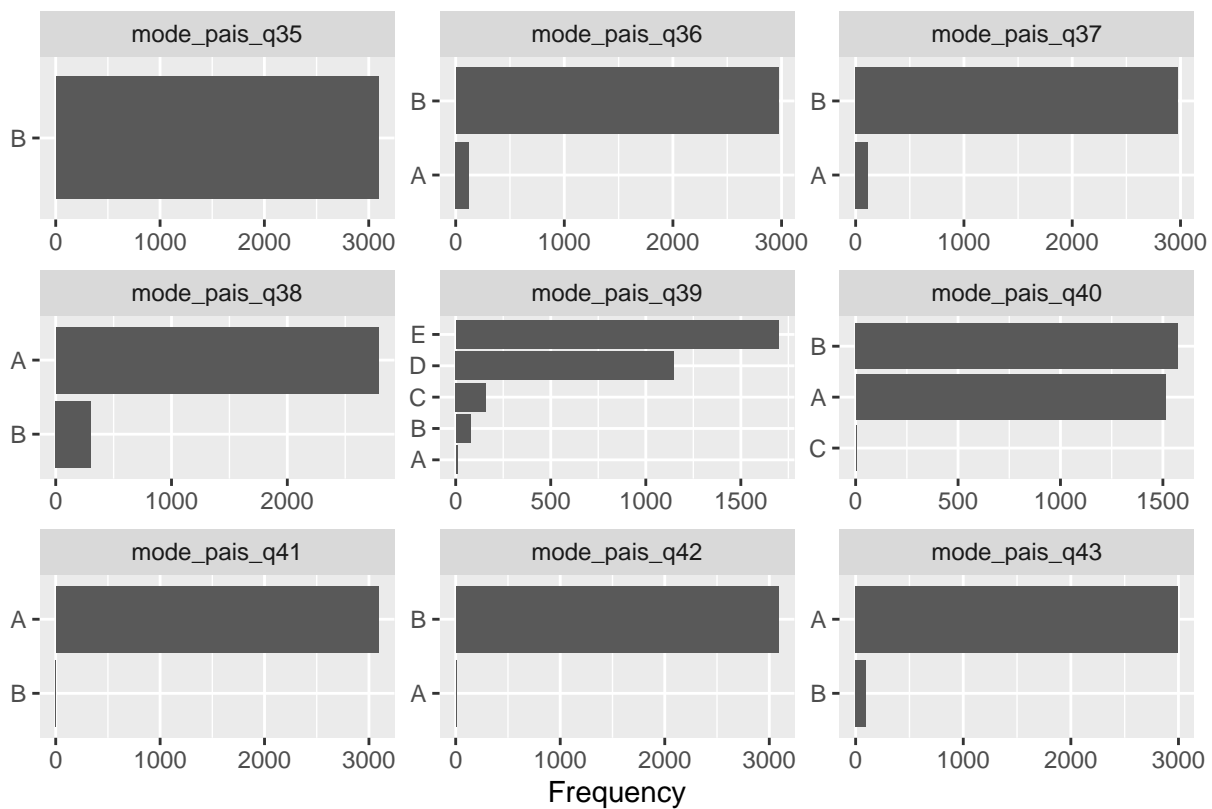 mode_pais_q35 mode_pais_q36 mode_pais_q37
B B B
A A
0 1000 2000 3000 0 1000 2000 3000 0 1000 2000 3000
mode_pais_q38 mode_pais_q39 mode_pais_q40
A E B
D
C A
B B
A C
0 1000 2000 0 500 1000 1500 0 500 1000 1500
mode_pais_q41 mode_pais_q42 mode_pais_q43
A B A
B A B
0 1000 2000 3000 0 1000 2000 3000 0 1000 2000 3000
Frequency